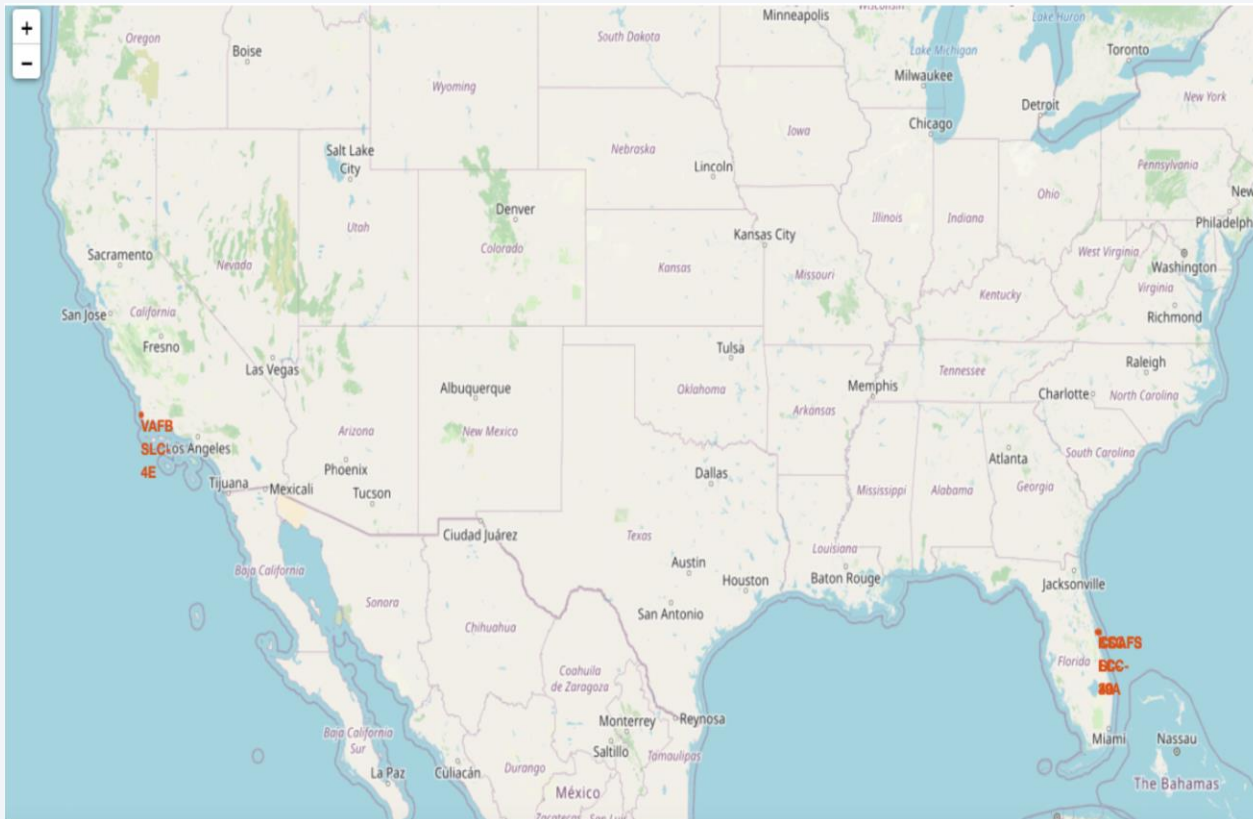 +
−
Minneapolis
Wisconsin
Lake Huron
Oregon
Boise
South Dakota
Lake Michigan
Toronto
Wyoming
Milwaukee
Detroit
New York
Chicago
Iowa
Salt Lake
City
Nebraska
Lincoln
Pennsylvania
Ohio
New
Denver
Illinois
Indiana
Philadelph
Utah
Kansas City
Colorado
Sacramento
Nevada
Kansas
Missouri
West Virginia
Washington
Virginia
Kentucky
San Jose
California
Richmond
Fresno
Las Vegas
Tulsa
Raleigh
Albuquerque
Oklahoma
Memphis
Tennessee
Charlotte
North Carolina
Arkansas
VAFB
SLC-
4E
Los Angeles
Arizona
New Mexico
South Carolina
Atlanta
Phoenix
Dallas
Tijuana
Mexicali
Tucson
Mississippi
Alabama
Georgia
Ciudad Juárez
Texas
Louisiana
Austin
Houston
Baton Rouge
Jacksonville
Baja California
Sonora
San Antonio
Chihuahua
Florida
Coahuila
de Zaragoza
Monterrey
Reynosa
Baja California
Sur
Saltillo
Tamaulipas
Miami
Nassau
La Paz
Culiacán
Durango
México
The Bahamas
Zacatecas
San Luis